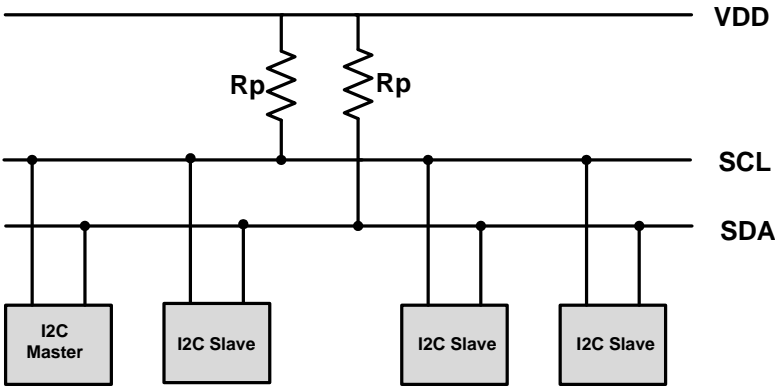 VDD
Rp
Rp
SCL
SDA
I2C
Master
I2C Slave
I2C Slave
I2C Slave